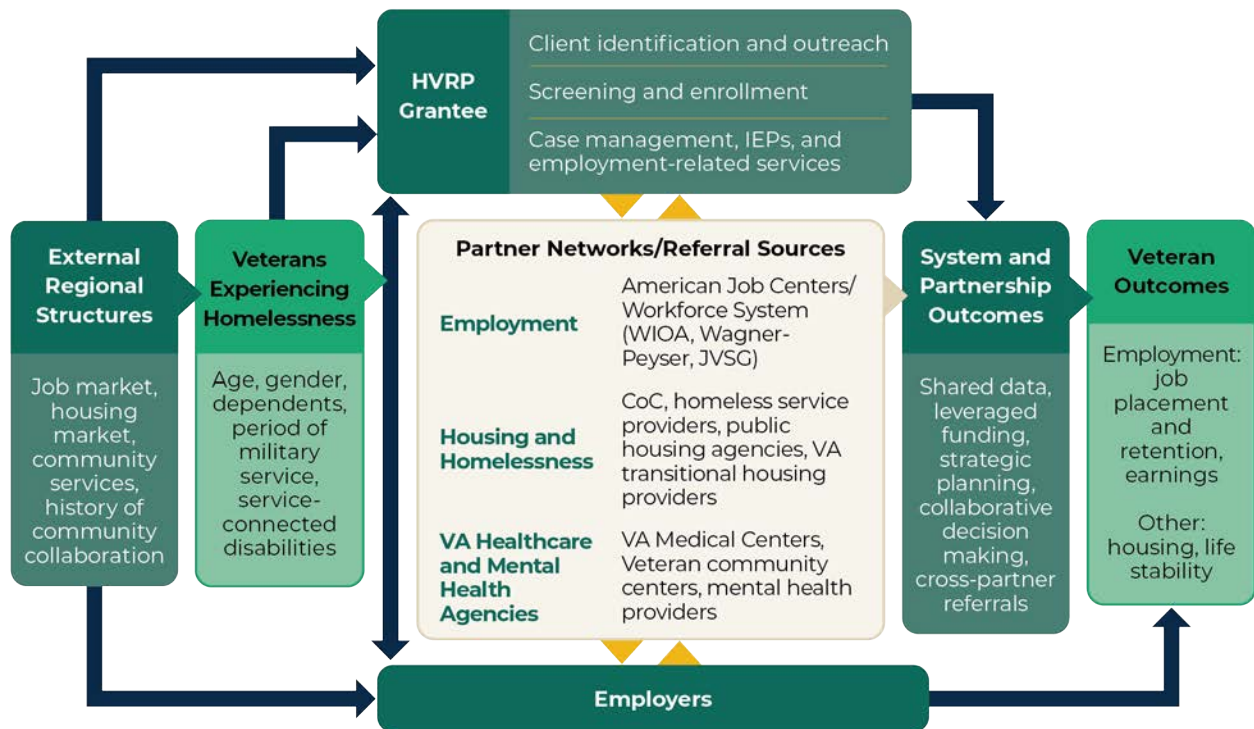 HVRP
Grantee
Client identification and outreach
Screening and enrollment
Case management, IEPs, and
employment-related services
External
Regional
Structures
Job market,
housing
market,
community
services,
history of
community
collaboration
Veterans
Experiencing
Homelessness
Age, gender,
dependents,
period of
military
service,
service-
connected
disabilities
Partner Networks/Referral Sources
Employment
American Job Centers/
Workforce System
(WIOA, Wagner-
Peyser, JVSG)
Housing and
Homelessness
CoC, homeless service
providers, public
housing agencies, VA
transitional housing
providers
VA Healthcare
and Mental
Health
Agencies
VA Medical Centers,
Veteran community
centers, mental health
providers
System and
Partnership
Outcomes
Shared data,
leveraged
funding,
strategic
planning,
collaborative
decision
making,
cross-partner
referrals
Veteran
Outcomes
Employment:
job
placement
and
retention,
earnings
Other:
housing, life
stability
Employers